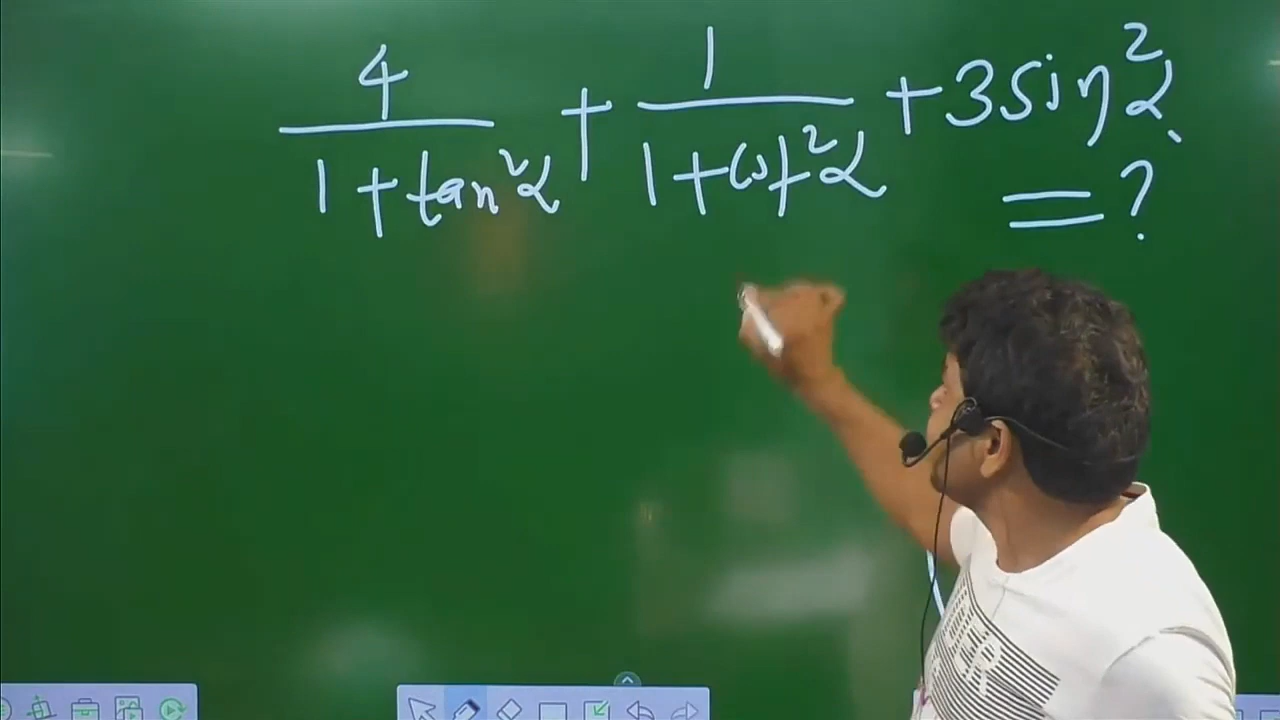 4/(1+tan²α) + 1/(1+cot²α) + 3sin²α
= ?